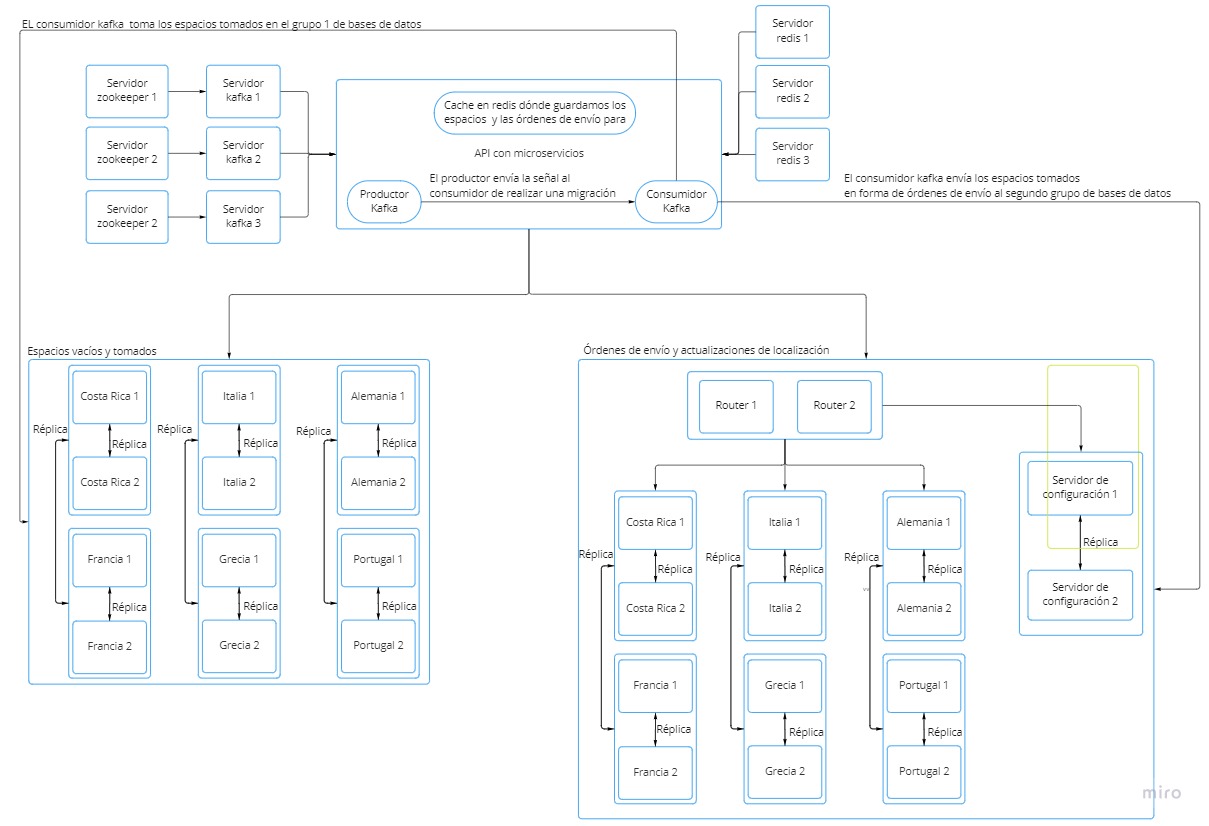 EL consumidor kafka  toma los espacios tomados en el grupo 1 de bases de datos
Servidor
redis 1
Servidor
redis 2
Servidor
redis 3
Servidor
zookeeper 1
Servidor
kafka 1
Servidor
zookeeper 2
Servidor
kafka 2
Servidor
zookeeper 2
Servidor
kafka 3
Cache en redis dónde guardamos los
espacios  y las órdenes de envío para
API con microservicios
El productor envía la señal al
consumidor de realizar una migración
Productor
Kafka
Consumidor
Kafka
El consumidor kafka envía los espacios tomados
en forma de órdenes de envío al segundo grupo de bases de datos
Espacios vacíos y tomados
Costa Rica 1
Italia 1
Alemania 1
Réplica
Réplica
Réplica
Réplica
Réplica
Réplica
Costa Rica 2
Italia 2
Alemania 2
Francia 1
Grecia 1
Portugal 1
Réplica
Réplica
Réplica
Francia 2
Grecia 2
Portugal 2
Órdenes de envío y actualizaciones de localización
Router 1
Router 2
Servidor de
configuración 1
Réplica
Servidor de
configuración 2
Costa Rica 1
Italia 1
Alemania 1
Réplica
Réplica
Réplica
Réplica
Réplica
Réplica
Costa Rica 2
Italia 2
Alemania 2
Francia 1
Grecia 1
Portugal 1
Réplica
Réplica
Réplica
Francia 2
Grecia 2
Portugal 2
miro